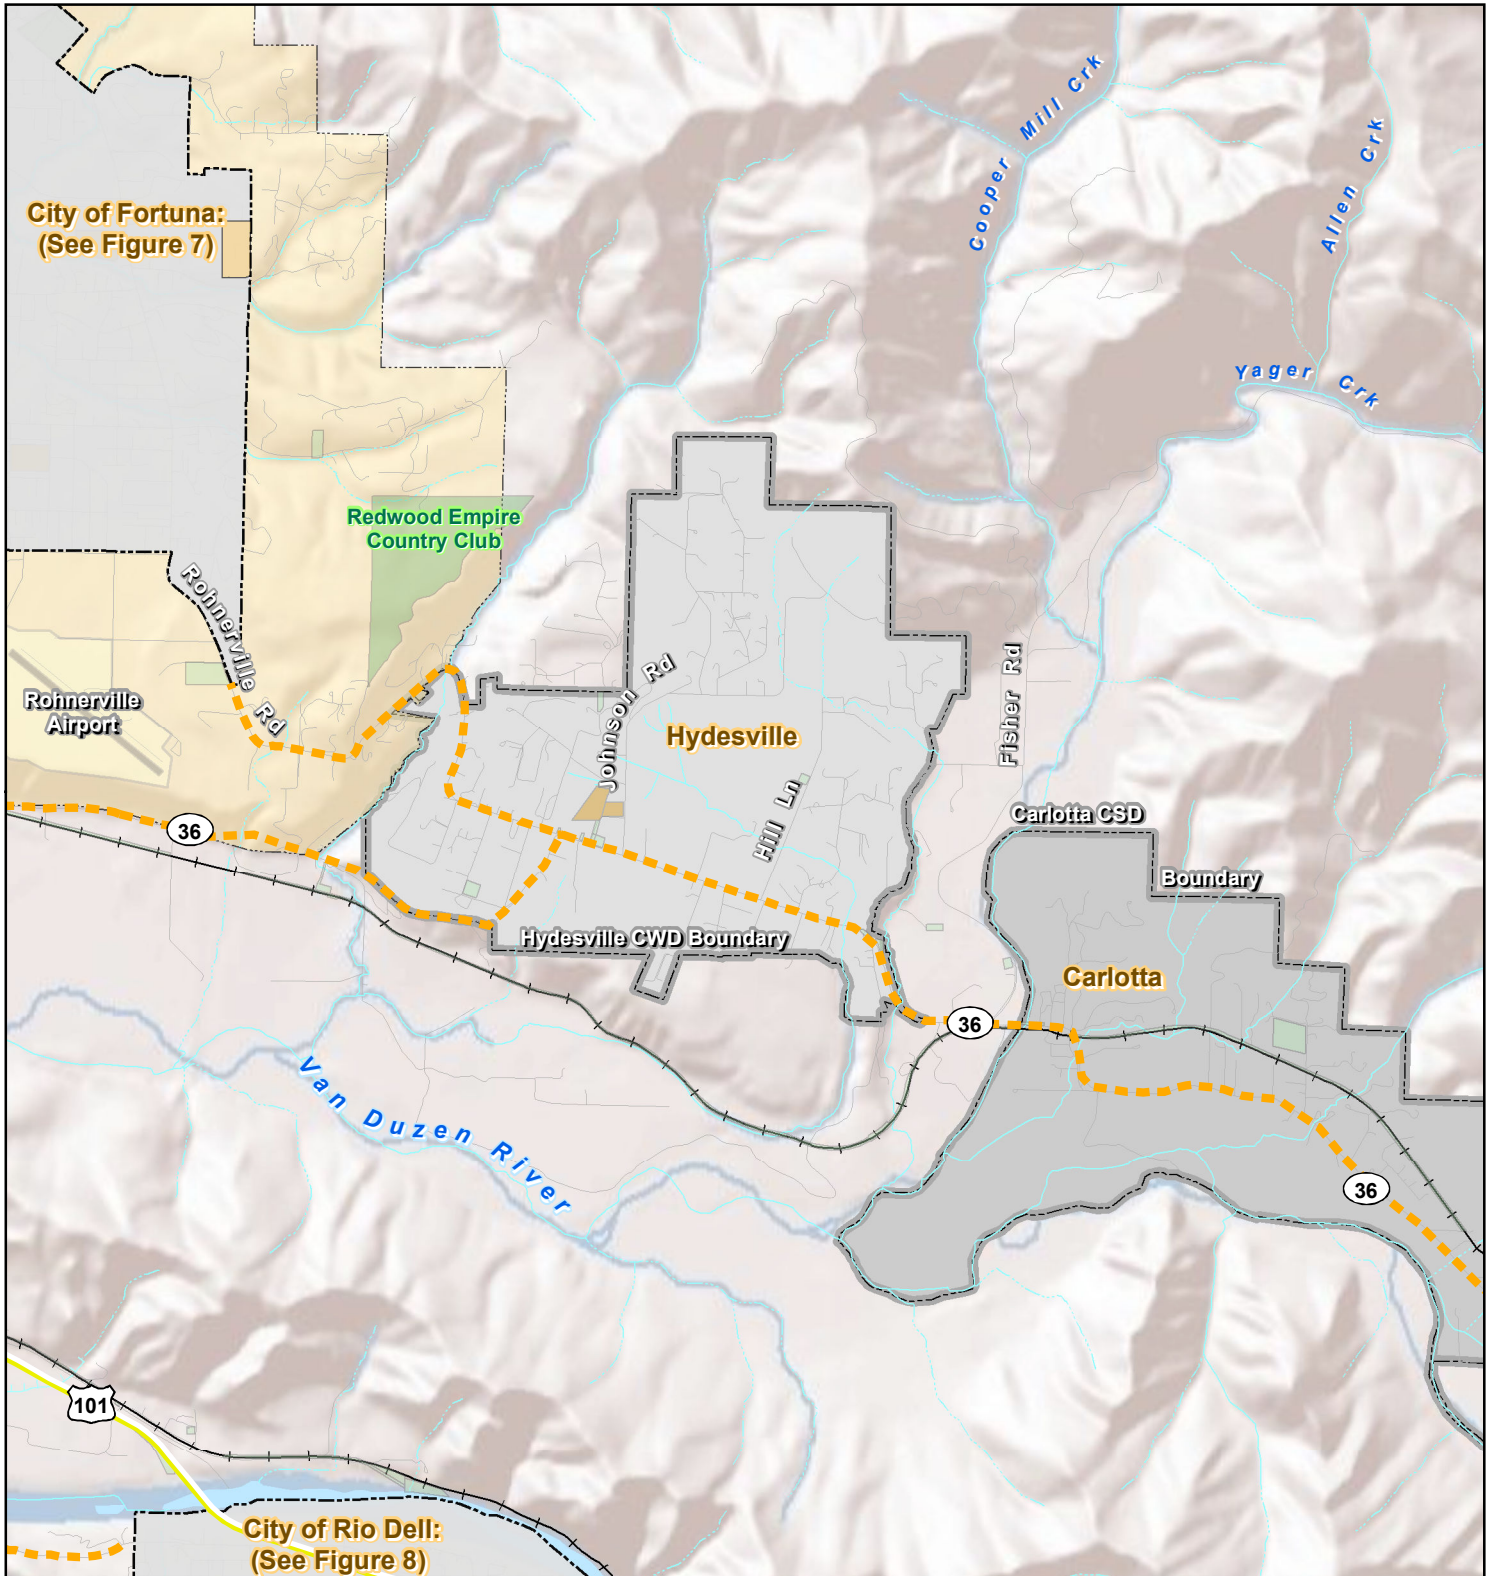 Cooper Mill Crk
Allen Crk
City of Fortuna:
(See Figure 7)
Yager Crk
Redwood Empire
Country Club
Rohnerville Rd
Rohnerville
Airport
Johnson Rd
Hydesville
Fisher Rd
Hill Ln
36
Carlotta CSD
Boundary
Hydesville CWD Boundary
Carlotta
36
Van Duzen River
36
101
City of Rio Dell:
(See Figure 8)